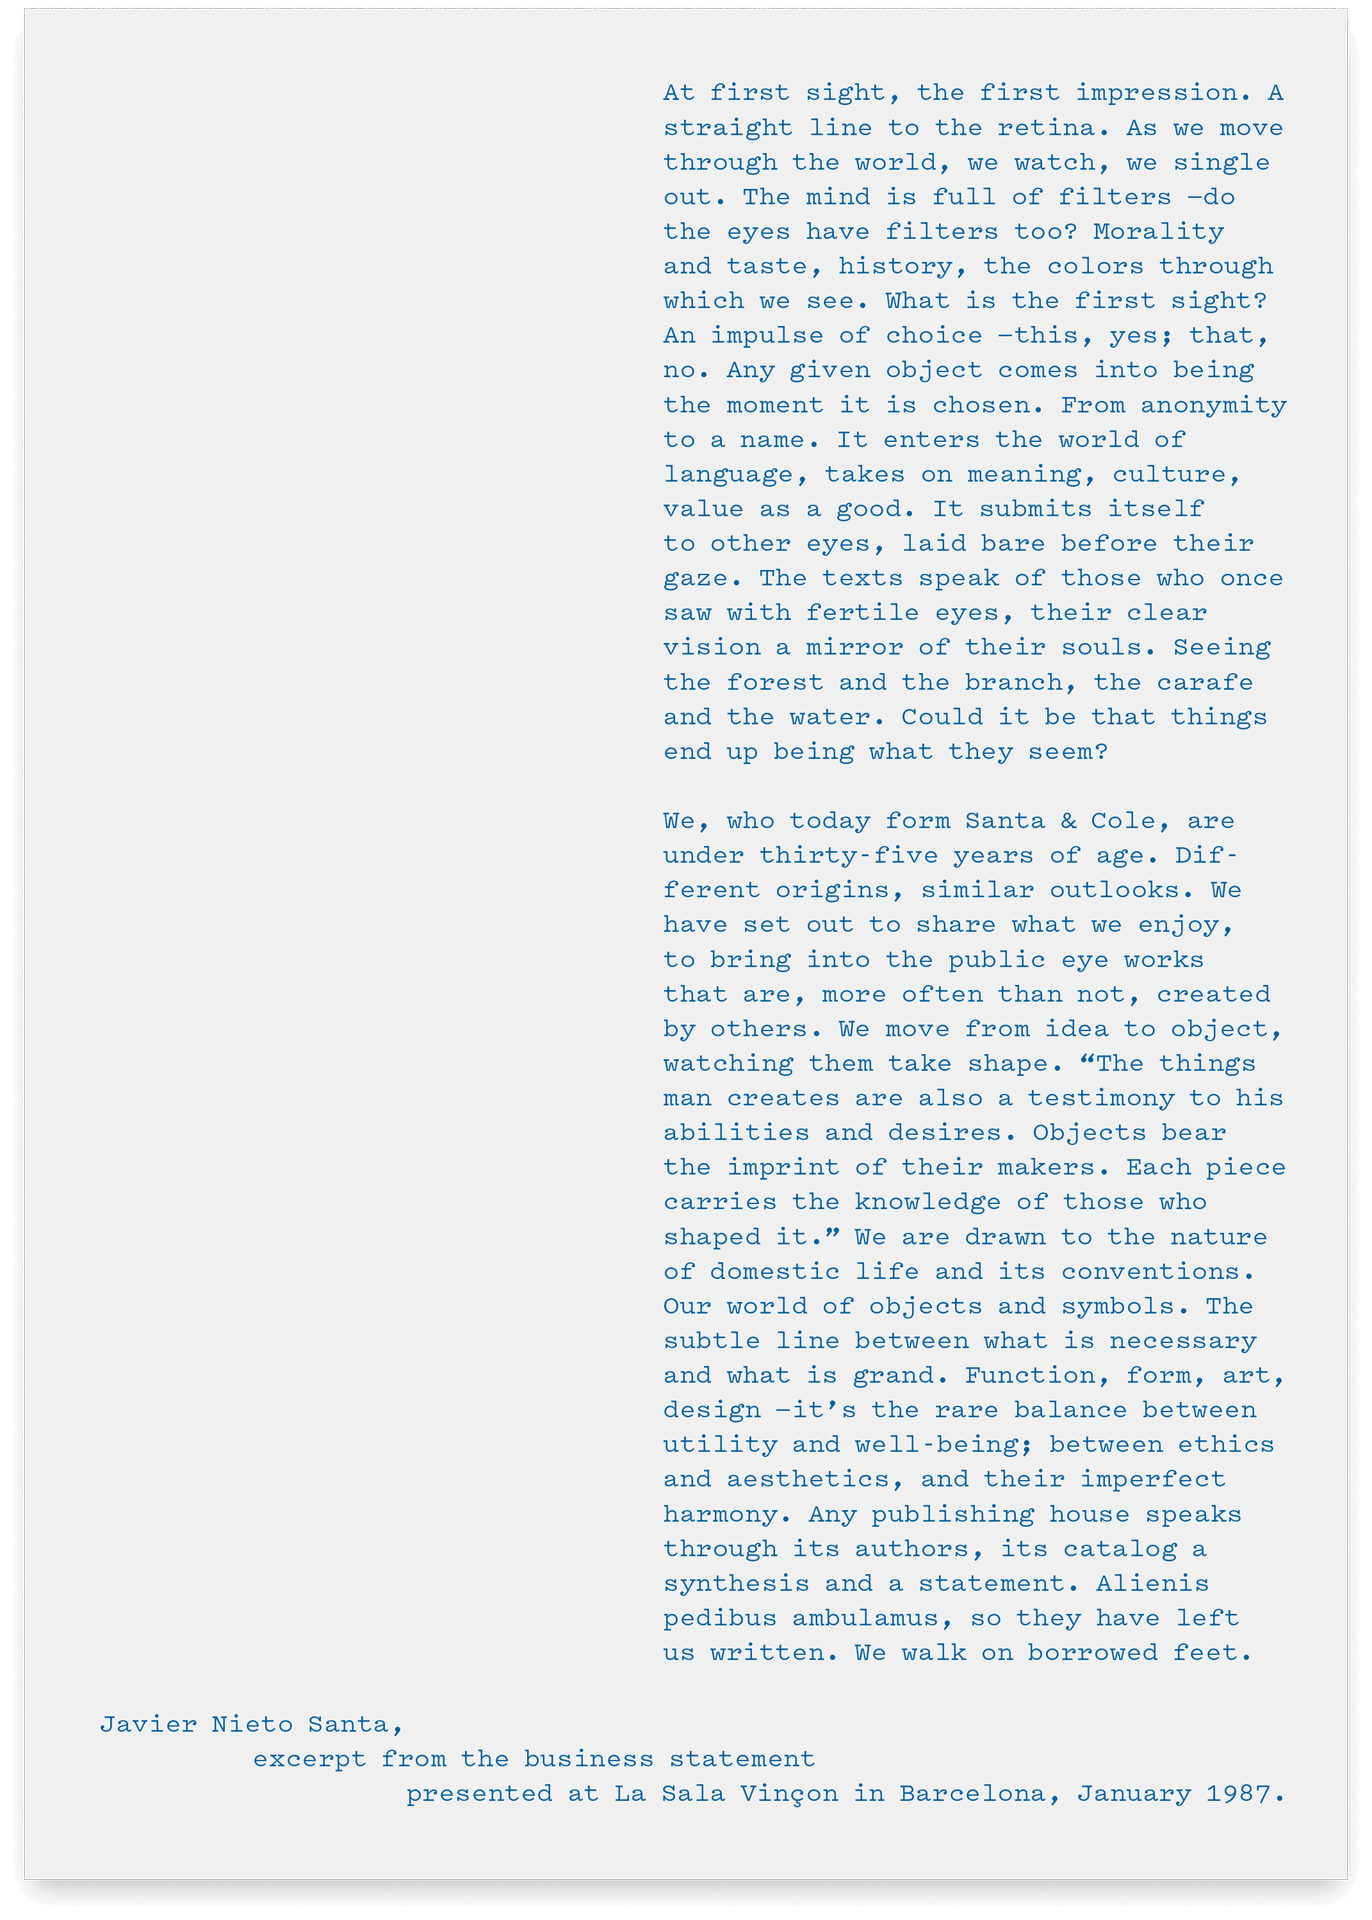 At first sight, the first impression. A
straight line to the retina. As we move
through the world, we watch, we single
out. The mind is full of filters —do
the eyes have filters too? Morality
and taste, history, the colors through
which we see. What is the first sight?
An impulse of choice —this, yes; that,
no. Any given object comes into being
the moment it is chosen. From anonymity
to a name. It enters the world of
language, takes on meaning, culture,
value as a good. It submits itself
to other eyes, laid bare before their
gaze. The texts speak of those who once
saw with fertile eyes, their clear
vision a mirror of their souls. Seeing
the forest and the branch, the carafe
and the water. Could it be that things
end up being what they seem?

We, who today form Santa & Cole, are
under thirty-five years of age. Dif-
ferent origins, similar outlooks. We
have set out to share what we enjoy,
to bring into the public eye works
that are, more often than not, created
by others. We move from idea to object,
watching them take shape. “The things
man creates are also a testimony to his
abilities and desires. Objects bear
the imprint of their makers. Each piece
carries the knowledge of those who
shaped it.” We are drawn to the nature
of domestic life and its conventions.
Our world of objects and symbols. The
subtle line between what is necessary
and what is grand. Function, form, art,
design —it’s the rare balance between
utility and well-being; between ethics
and aesthetics, and their imperfect
harmony. Any publishing house speaks
through its authors, its catalog a
synthesis and a statement. Alienis
pedibus ambulamus, so they have left
us written. We walk on borrowed feet.

Javier Nieto Santa,
excerpt from the business statement
presented at La Sala Vinçon in Barcelona, January 1987.